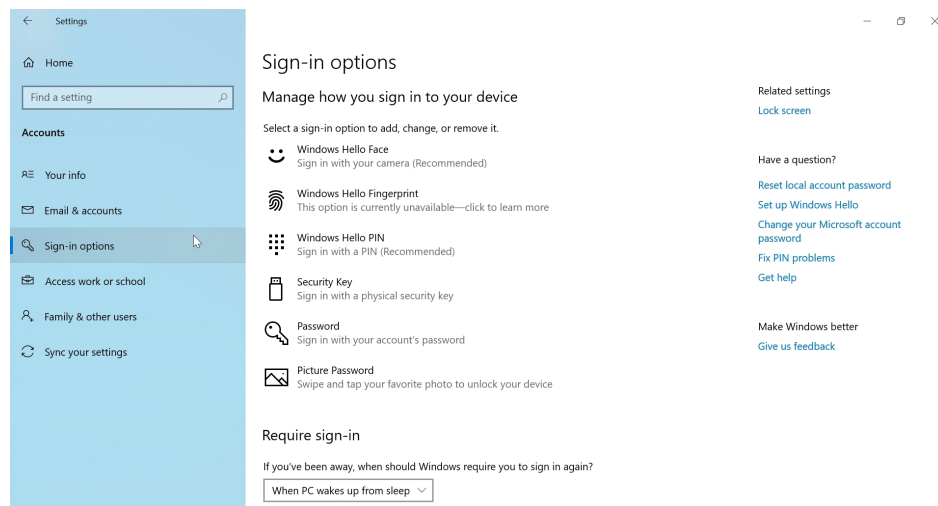 Settings
Home
Find a setting
Accounts
Your info
Email & accounts
Sign-in options
Access work or school
Family & other users
Sync your settings
Sign-in options
Manage how you sign in to your device
Select a sign-in option to add, change, or remove it.
Windows Hello Face
Sign in with your camera (Recommended)
Windows Hello Fingerprint
This option is currently unavailable—click to learn more
Windows Hello PIN
Sign in with a PIN (Recommended)
Security Key
Sign in with a physical security key
Password
Sign in with your account's password
Picture Password
Swipe and tap your favorite photo to unlock your device
Require sign-in
If you've been away, when should Windows require you to sign in again?
When PC wakes up from sleep
Related settings
Lock screen
Have a question?
Reset local account password
Set up Windows Hello
Change your Microsoft account
password
Fix PIN problems
Get help
Make Windows better
Give us feedback